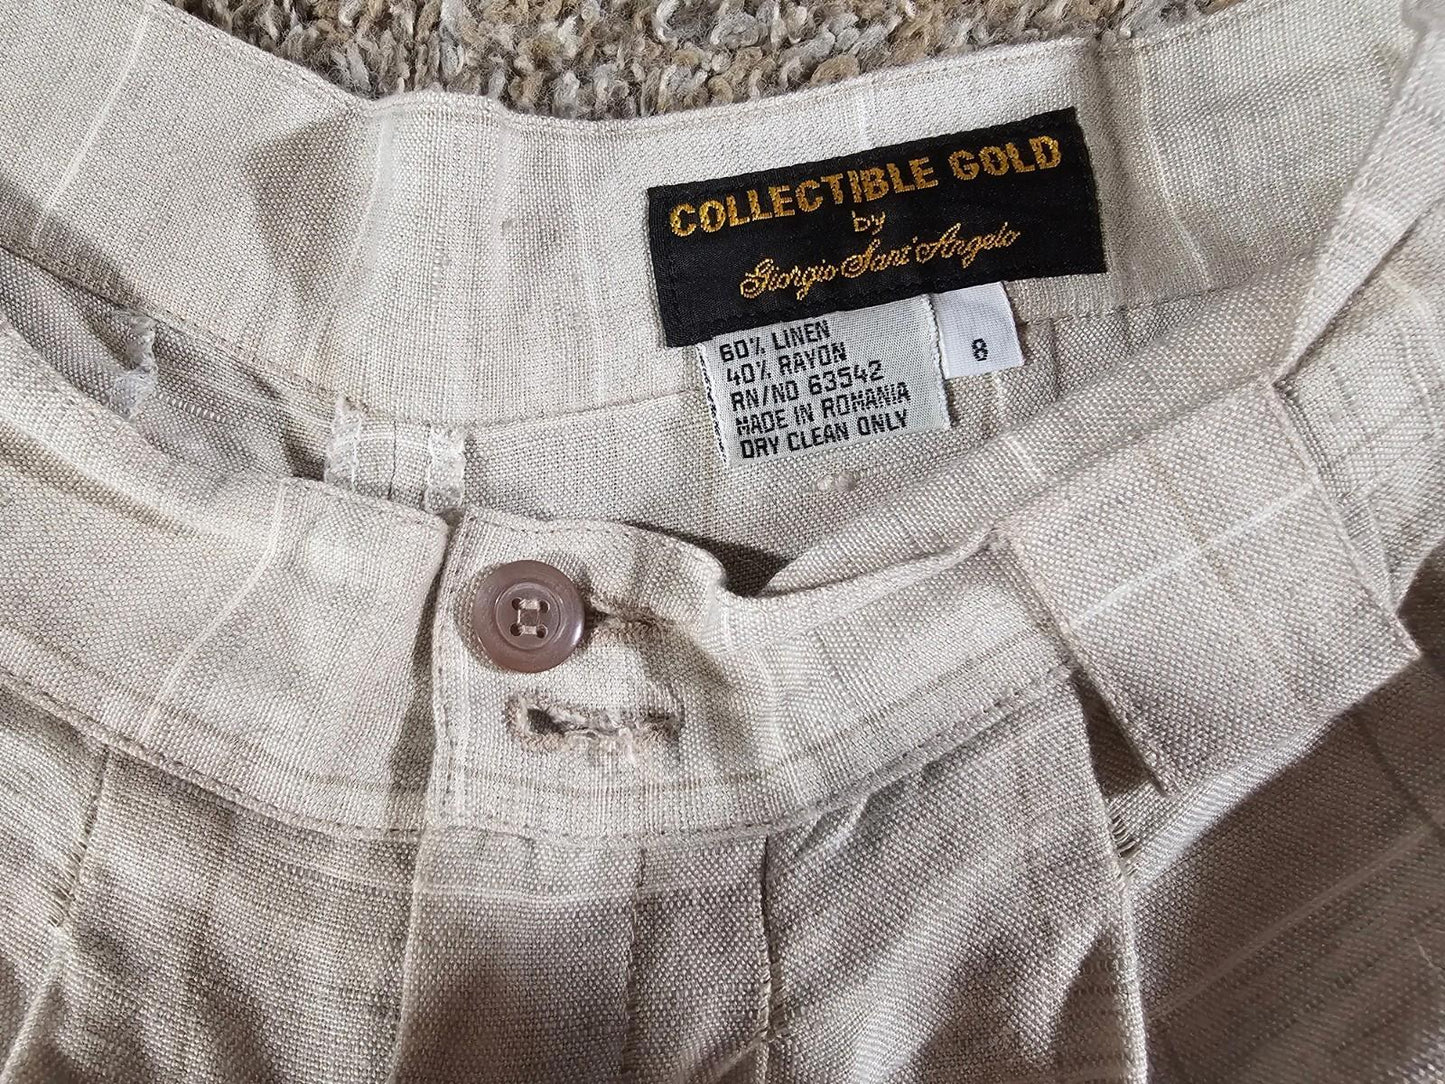 COLLECTIBLE GOLD
by
Giorgio Sant'Angelo
60% LINEN
40% RAYON
RN/NO 63542
MADE IN ROMANIA
DRY CLEAN ONLY
8